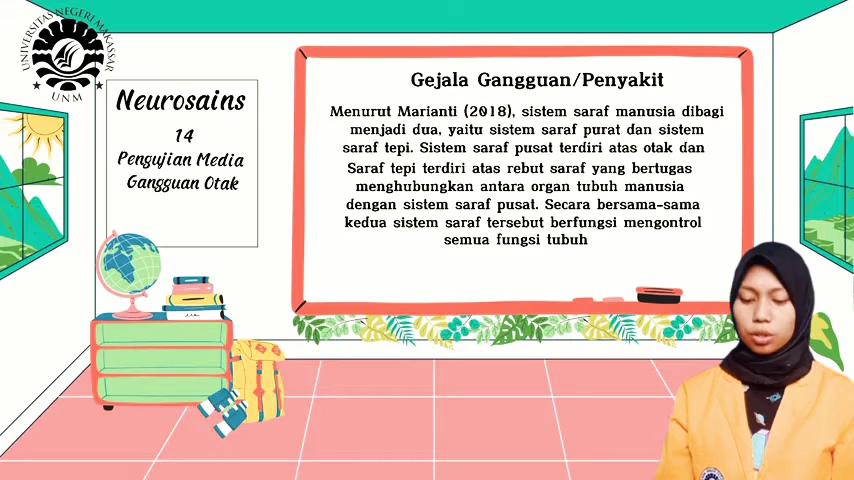 UNIVERSITAS NEGERI MAKASSAR
UNM
Neurosains
14
Pengujian Media
Gangguan Otak
Gejala Gangguan/Penyakit
Menurut Marianti (2018), sistem saraf manusia dibagi
menjadi dua, yaitu sistem saraf purat dan sistem
saraf tepi. Sistem saraf pusat terdiri atas otak dan
Saraf tepi terdiri atas rebut saraf yang bertugas
menghubungkan antara organ tubuh manusia
dengan sistem saraf pusat. Secara bersama-sama
kedua sistem saraf tersebut berfungsi mengontrol
semua fungsi tubuh